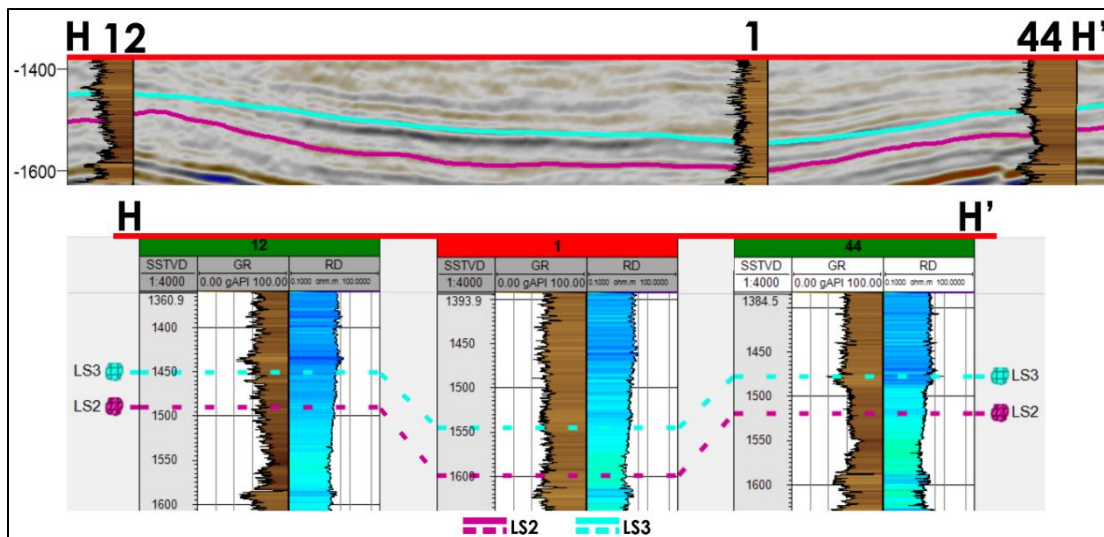 H 12 1 44 H'
-1400
-1600
H H'
12 1 44
SSTVD GR RD SSTVD GR RD SSTVD GR RD
1:4000 0.00 gAPI 100.00 0.1000 ohm.m 100.0000 1:4000 0.00 gAPI 100.00 0.1000 ohm.m 100.0000 1:4000 0.00 gAPI 100.00 0.1000 ohm.m 100.0000
1360.9 1393.9 1384.5
1400
1450 1450
LS3 1450 1500 LS3
LS2 1500 1500 LS2
1550 1550 1550
1600 1600 1600
LS2 LS3